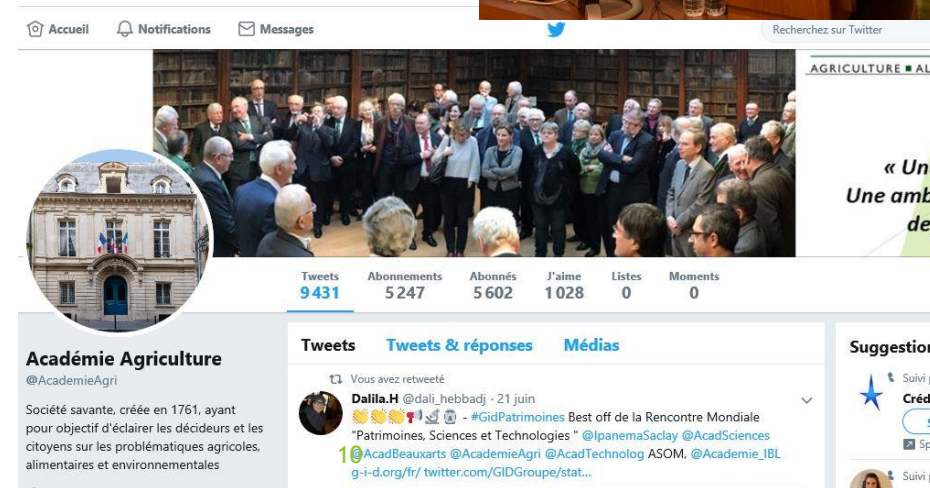 Accueil Notifications Messages Recherchez sur Twitter
AGRICULTURE ■ AL
« Un
Une amb
de
Tweets Abonnements Abonnés J'aime Listes Moments
9 431 5 247 5 602 1 028 0 0
Académie Agriculture
@AcademieAgri
Société savante, créée en 1761, ayant
pour objectif d'éclairer les décideurs et les
citoyens sur les problématiques agricoles,
alimentaires et environnementales
Tweets Tweets & réponses Médias
Vous avez retweeté
Dalila.H @dali_hebbadj · 21 juin
👏👏👏 - #GidPatrimoines Best off de la Rencontre Mondiale
"Patrimoines, Sciences et Technologies " @IpanemaSaclay @AcadSciences
@AcadBeauxarts @AcademieAgri @AcadTechnolog ASOM, @Academie_IBL
g-i-d.org/fr/ twitter.com/GIDGroupe/stat...
10
Suggestion
Suivi p
Créd
S
Sp
Suivi p